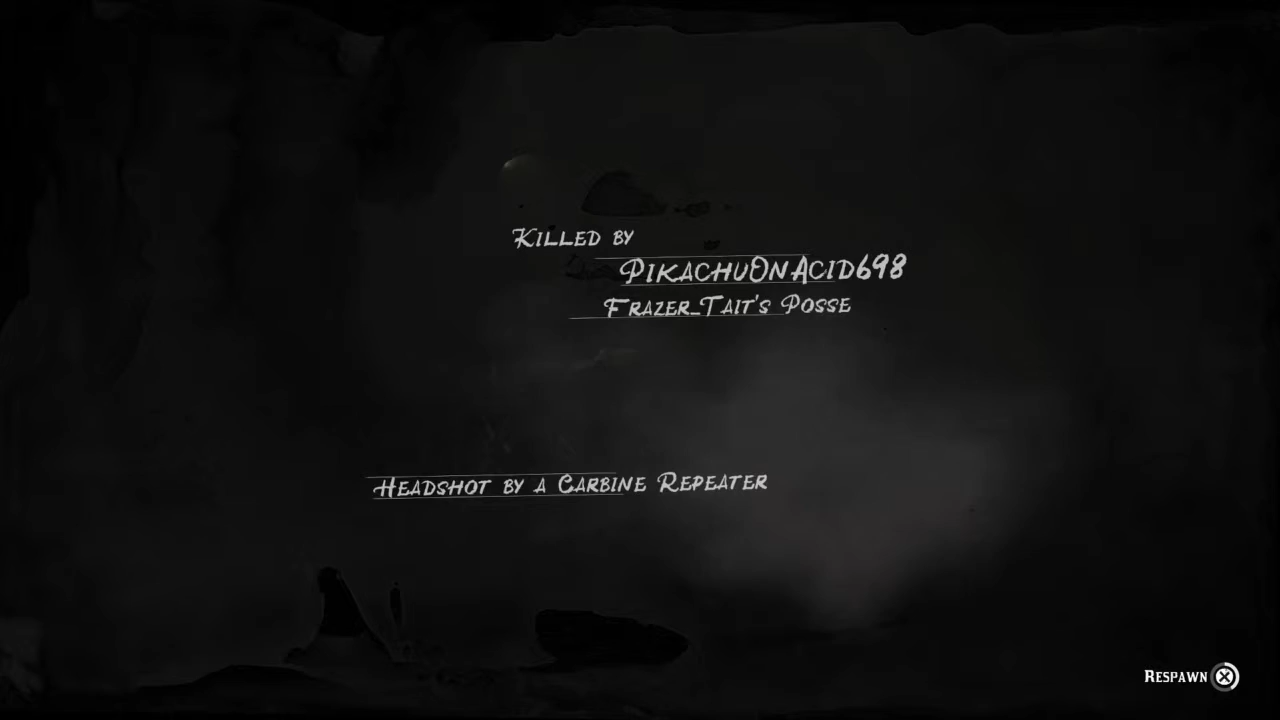 Killed by
PikachuOnAcid698
Frazer_Tait's Posse
Headshot by a Carbine Repeater
Respawn